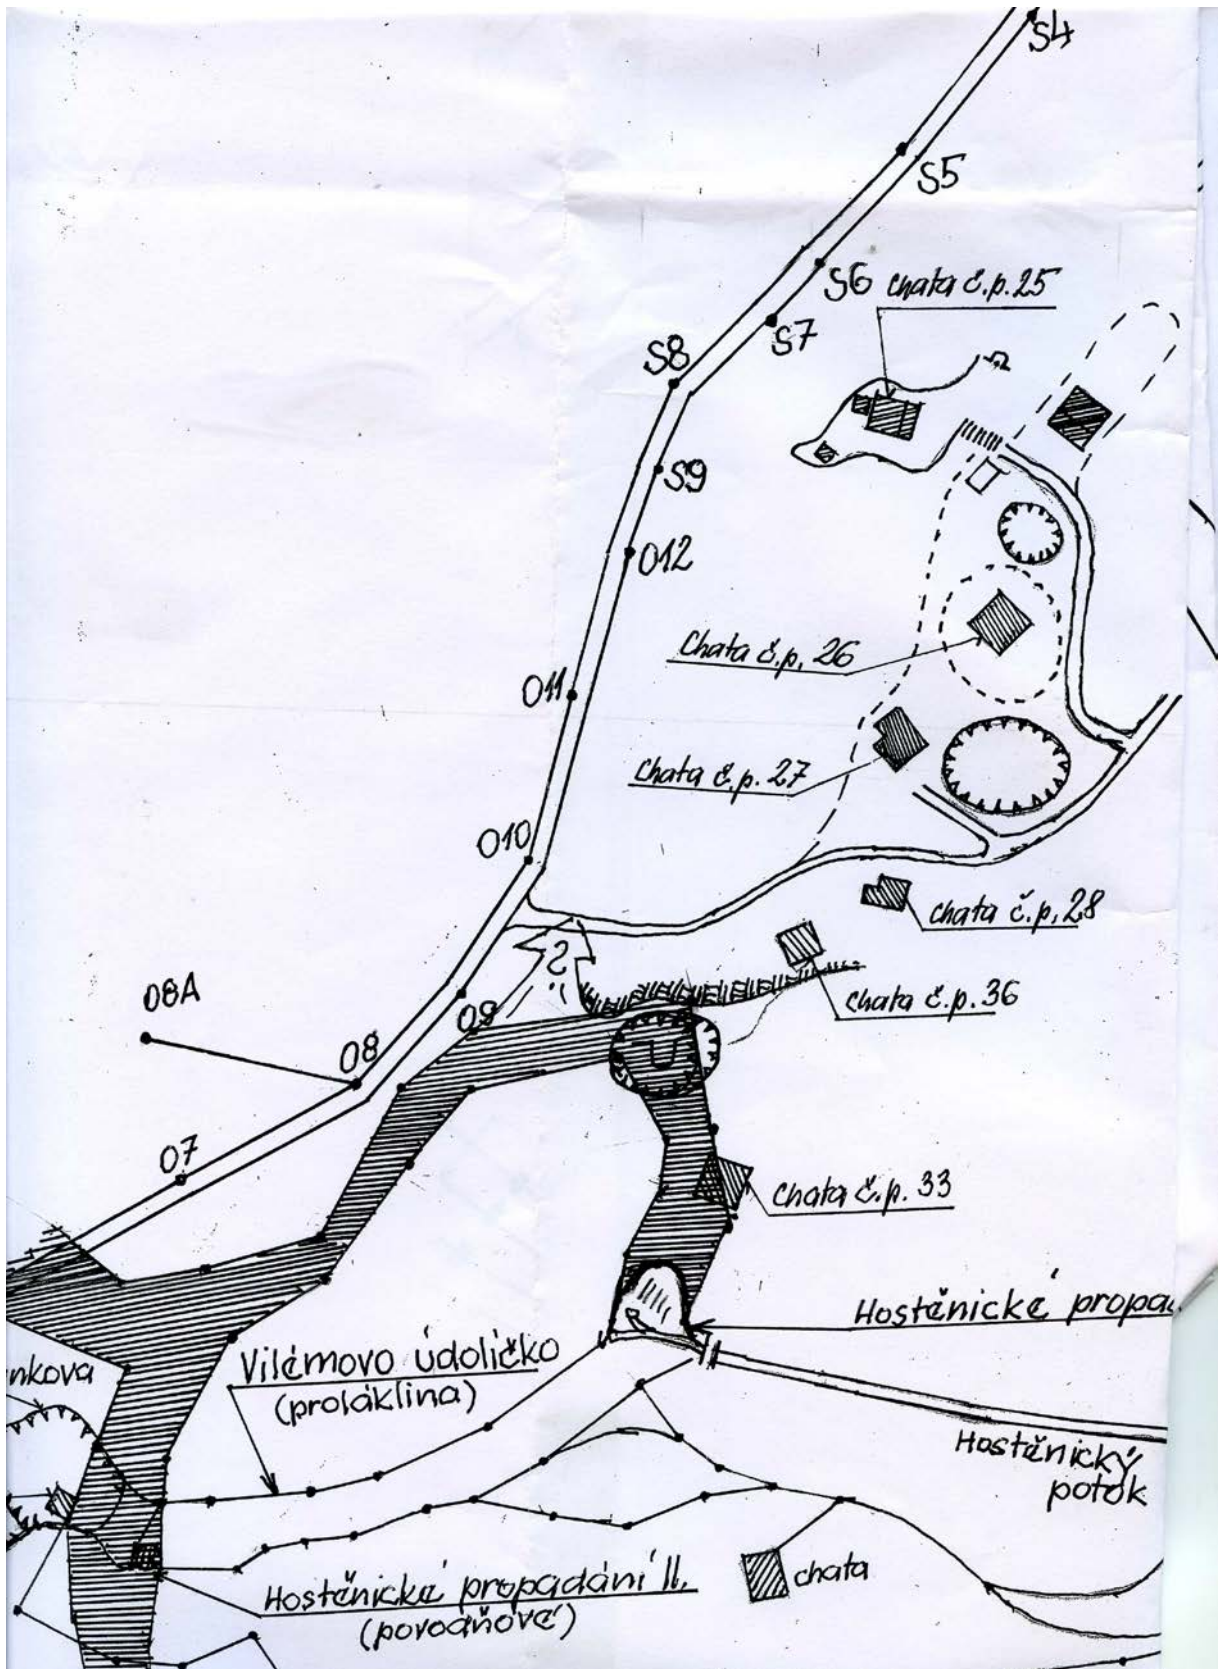 S4
S5
S6
chata č.p. 25
S7
S8
S9
012
Chata č.p. 26
011
Chata č.p. 27
010
chata č.p. 28
?
08A
09
chata č.p. 36
08
07
chata č.p. 33
Hostěnické propad
Vilémovo údolíčko
(proláklina)
nkova
Hostěnický
potok
chata
Hostěnické propadání II.
(povodňové)